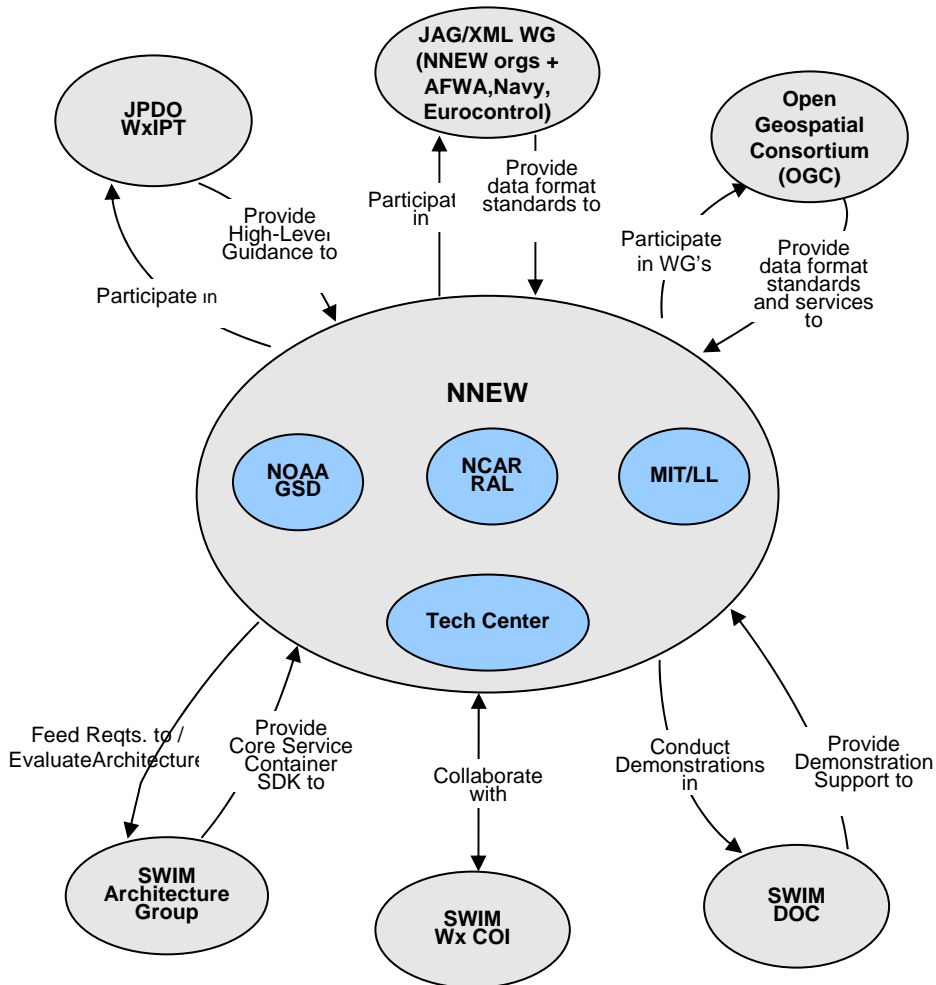 JAG/XML WG
(NNEW orgs +
AFWA,Navy,
Eurocontrol)
JPDO
WxIPT
Open
Geospatial
Consortium
(OGC)
Provide
High-Level
Guidance to
Participate in
Participat
in
Provide
data format
standards to
Participate
in WG's
Provide
data format
standards
and services
to
NNEW
NOAA
GSD
NCAR
RAL
MIT/LL
Tech Center
Feed Reqts. to /
EvaluateArchitecture
Provide
Core Service
Container
SDK to
Collaborate
with
Conduct
Demonstrations
in
Provide
Demonstration
Support to
SWIM
Architecture
Group
SWIM
Wx COI
SWIM
DOC